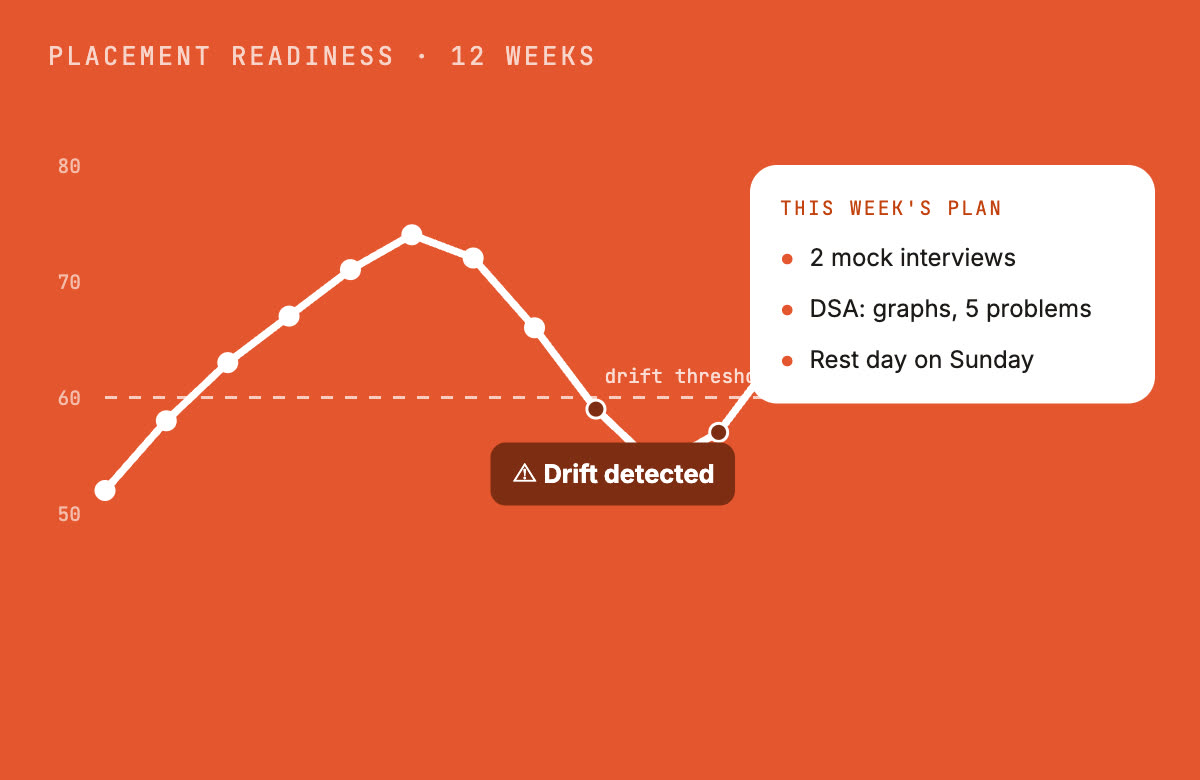 PLACEMENT READINESS · 12 WEEKS
80
THIS WEEK'S PLAN
• 2 mock interviews
70
• DSA: graphs, 5 problems
• Rest day on Sunday
drift
60
⚠ Drift detected
50